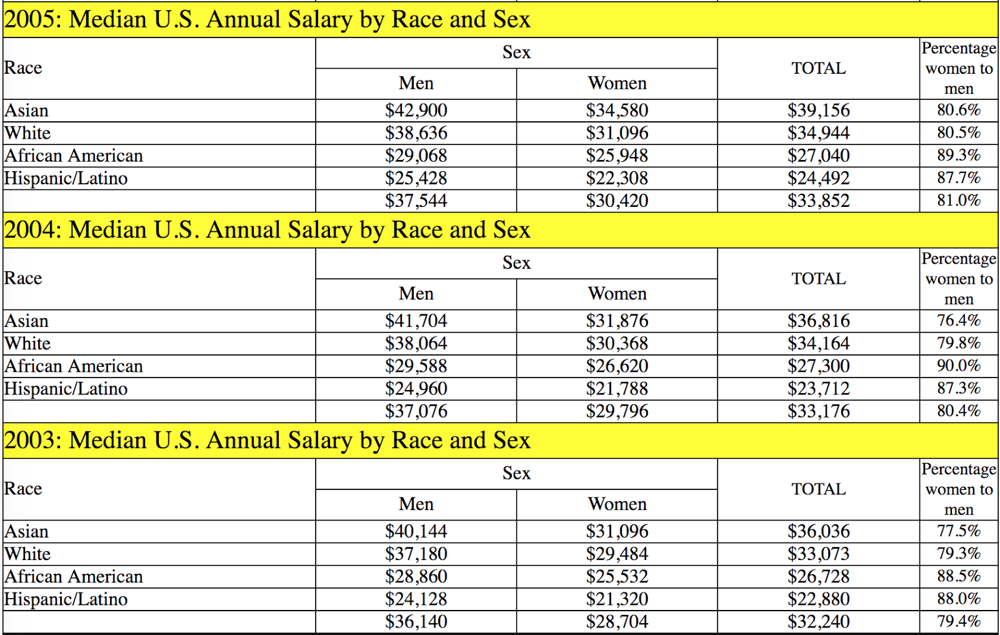 2005: Median U.S. Annual Salary by Race and Sex
Race
Sex
TOTAL
Percentage
women to
men
Men
Women
Asian $42,900 $34,580 $39,156 80.6%
White $38,636 $31,096 $34,944 80.5%
African American $29,068 $25,948 $27,040 89.3%
Hispanic/Latino $25,428 $22,308 $24,492 87.7%
$37,544 $30,420 $33,852 81.0%
2004: Median U.S. Annual Salary by Race and Sex
Race
Sex
TOTAL
Percentage
women to
men
Men
Women
Asian $41,704 $31,876 $36,816 76.4%
White $38,064 $30,368 $34,164 79.8%
African American $29,588 $26,620 $27,300 90.0%
Hispanic/Latino $24,960 $21,788 $23,712 87.3%
$37,076 $29,796 $33,176 80.4%
2003: Median U.S. Annual Salary by Race and Sex
Race
Sex
TOTAL
Percentage
women to
men
Men
Women
Asian $40,144 $31,096 $36,036 77.5%
White $37,180 $29,484 $33,073 79.3%
African American $28,860 $25,532 $26,728 88.5%
Hispanic/Latino $24,128 $21,320 $22,880 88.0%
$36,140 $28,704 $32,240 79.4%